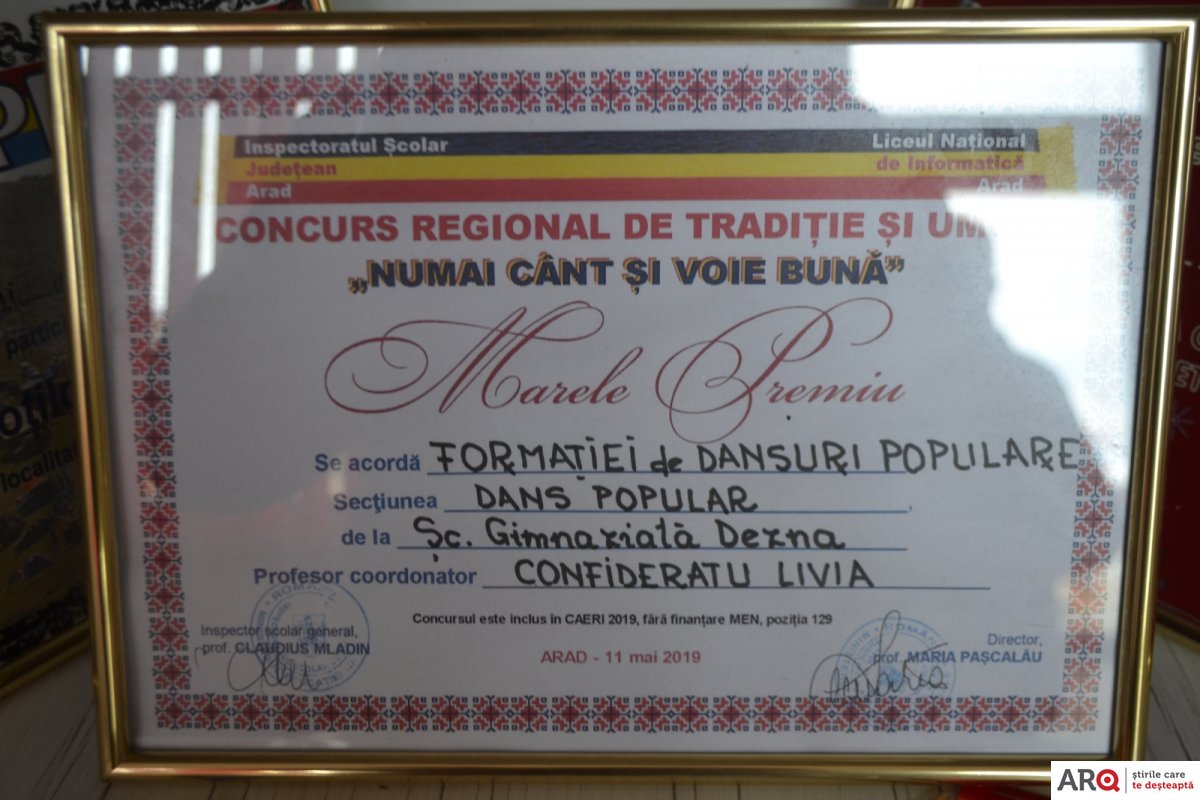 Inspectoratul Școlar
Județean
Arad
Liceul Național
de Informatică
Arad
CONCURS REGIONAL DE TRADIȚIE ȘI
„NUMAI CÂNT ȘI VOIE BUNĂ”
Marele Premiu
Se acordă FORMAȚIEI de DANSURI POPULARE
Secţiunea DANS POPULAR,
de la Șc. Gimnazială Dezna
Profesor coordonator CONFIDERATU LIVIA
Concursul este inclus în CAERI 2019, fără finanțare MEN, poziția 129
Inspector școlar general,
prof. CLAUDIUS MLADIN
ARAD - 11 mai 2019
Director,
prof. MARIA PAȘCALĂU
partici
localitat
ARQ știrile care
te deșteaptă